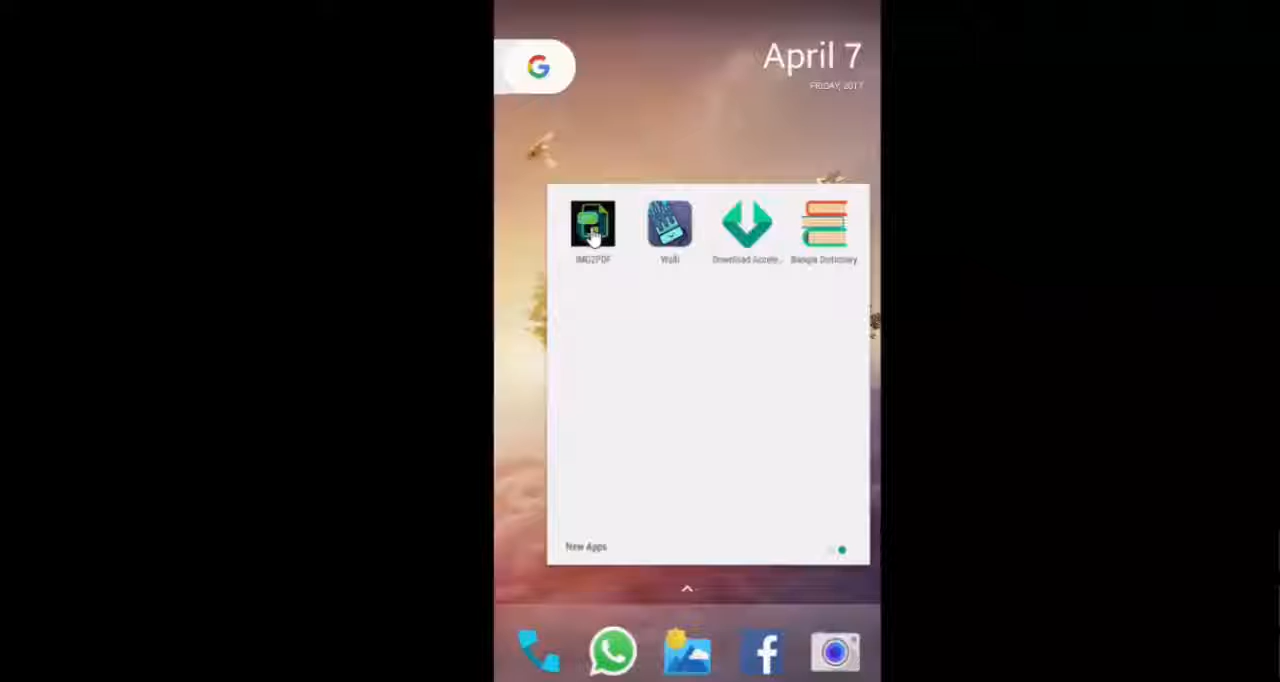 G
April 7
FRIDAY, 2017
IMG2PDF
Walli
Download Accele...
Bangla Dictionary
New Apps
f